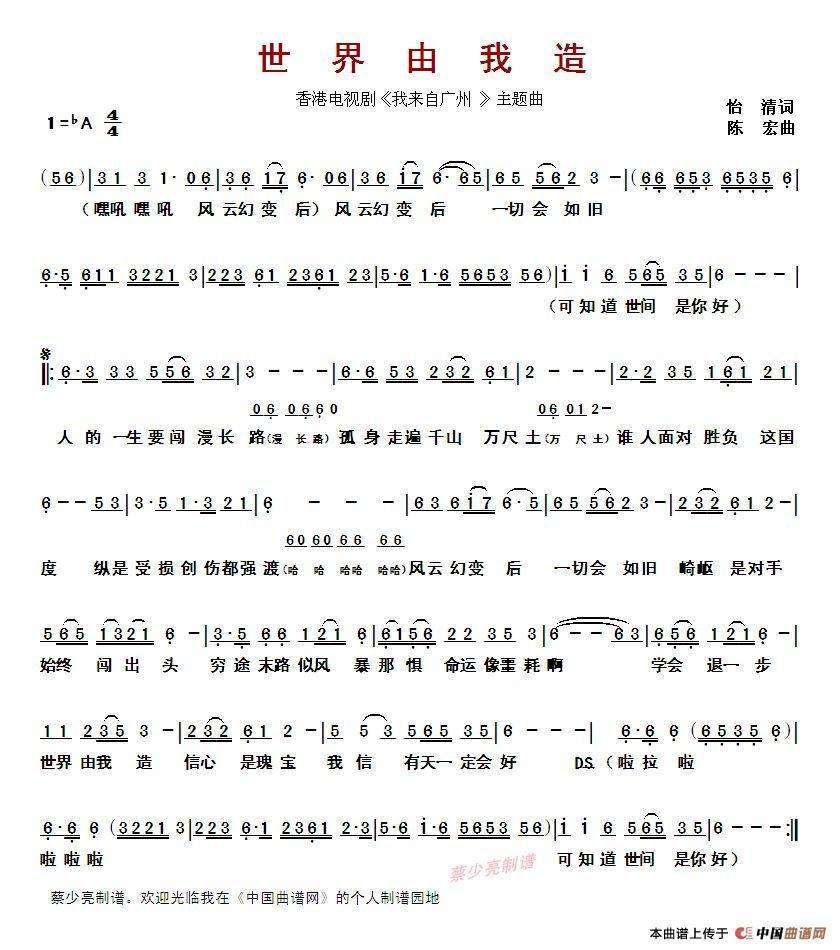 世界由我造
香港电视剧《我来自广州 》主题曲
怡 清词
1=♭A 4/4
陈 宏曲
(56)|31 3 1· 06|36 17 6· 06|36 17 6· 65|65 562 3 -|(66 653 6535 6|
(嘿吼嘿吼 风云幻变后)风云幻变后 一切会如旧
6·5 611 3221 3|223 61 2361 23|5·6 1·6 5653 56)|i i 6 565 35|6 - - -|
(可知道世间 是你好)
𝄋
‖:6·3 33 556 32|3 - - -|6·6 53 232 61|2 - - -|2·2 35 161 21|
06 066 0
06 01 2-
人的一生要闯漫长 路(漫 长 路)孤身走遍千山 万尺土(万 尺 土)谁人面对 胜负 这国
6 - - 53|3·5 1·3 21|6 - - -|63 6 17 6·5|65 562 3 -|232 61 2 -|
60 60 66 66
度 纵是受损创伤都强渡(哈 哈 哈哈 哈哈)风云幻变 后 一切会 如旧 崎岖 是对手
565 1321 6 -|3·5 66 121 1|6156 22 35|6 - - 63|656 121 6 -|
始终 闯出头 穷途末路似风 暴那惧 命运像噩耗啊 学会 退一步
11 235 3 -|232 61 2 -|5 5 3 565 35|6 - - -|6·6 6 (6535 6)|
世界由我 造 信心 是瑰宝 我信 有天一定会好 D.S.(啦拉 啦
6·6 6 (3221 3|223 6·1 2361 2·3|5·6 i·6 5653 56)|i i 6 565 35|6 - - -:‖
啦啦啦 可知道世间 是你好)
蔡少亮制谱
蔡少亮制谱。欢迎光临我在《中国曲谱网》的个人制谱园地
本曲谱上传于 中国曲谱网